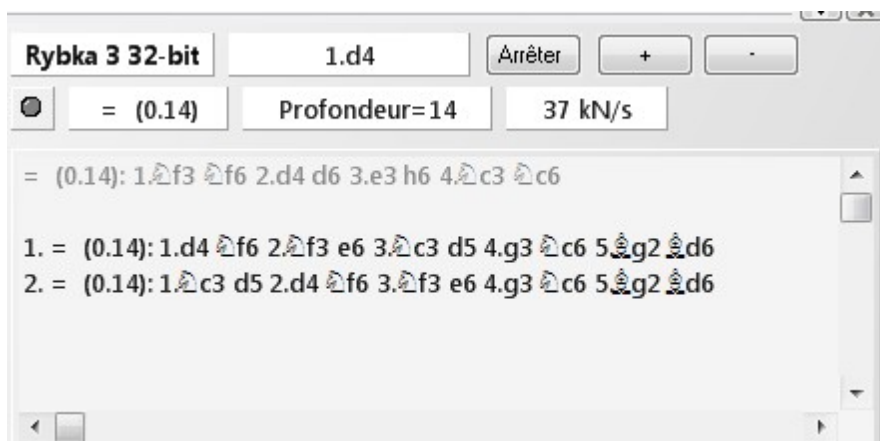 Rybka 3 32-bit 1.d4 Arrêter + -
= (0.14) Profondeur=14 37 kN/s
= (0.14): 1.♘f3 ♘f6 2.d4 d6 3.e3 h6 4.♘c3 ♘c6
1. = (0.14): 1.d4 ♘f6 2.♘f3 e6 3.♘c3 d5 4.g3 ♘c6 5.♗g2 ♗d6
2. = (0.14): 1.♘c3 d5 2.d4 ♘f6 3.♘f3 e6 4.g3 ♘c6 5.♗g2 ♗d6